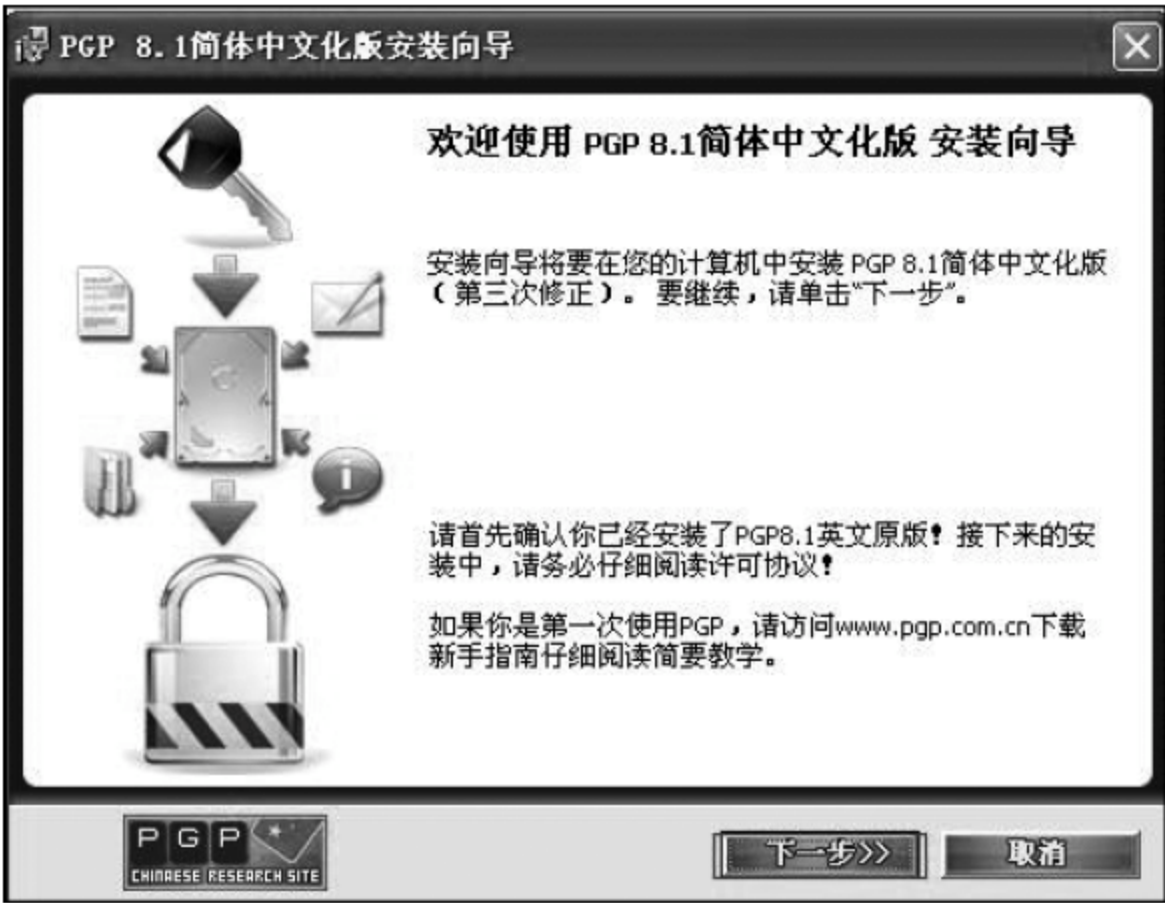 PGP 8.1简体中文化版安装向导
欢迎使用 PGP 8.1简体中文化版 安装向导
安装向导将要在您的计算机中安装 PGP 8.1简体中文化版
（第三次修正）。 要继续，请单击“下一步”。
请首先确认你已经安装了PGP8.1英文原版！接下来的安
装中，请务必仔细阅读许可协议！
如果你是第一次使用PGP，请访问www.pgp.com.cn下载
新手指南仔细阅读简要教学。
PGP
CHINAESE RESEARCH SITE
下一步>>
取消